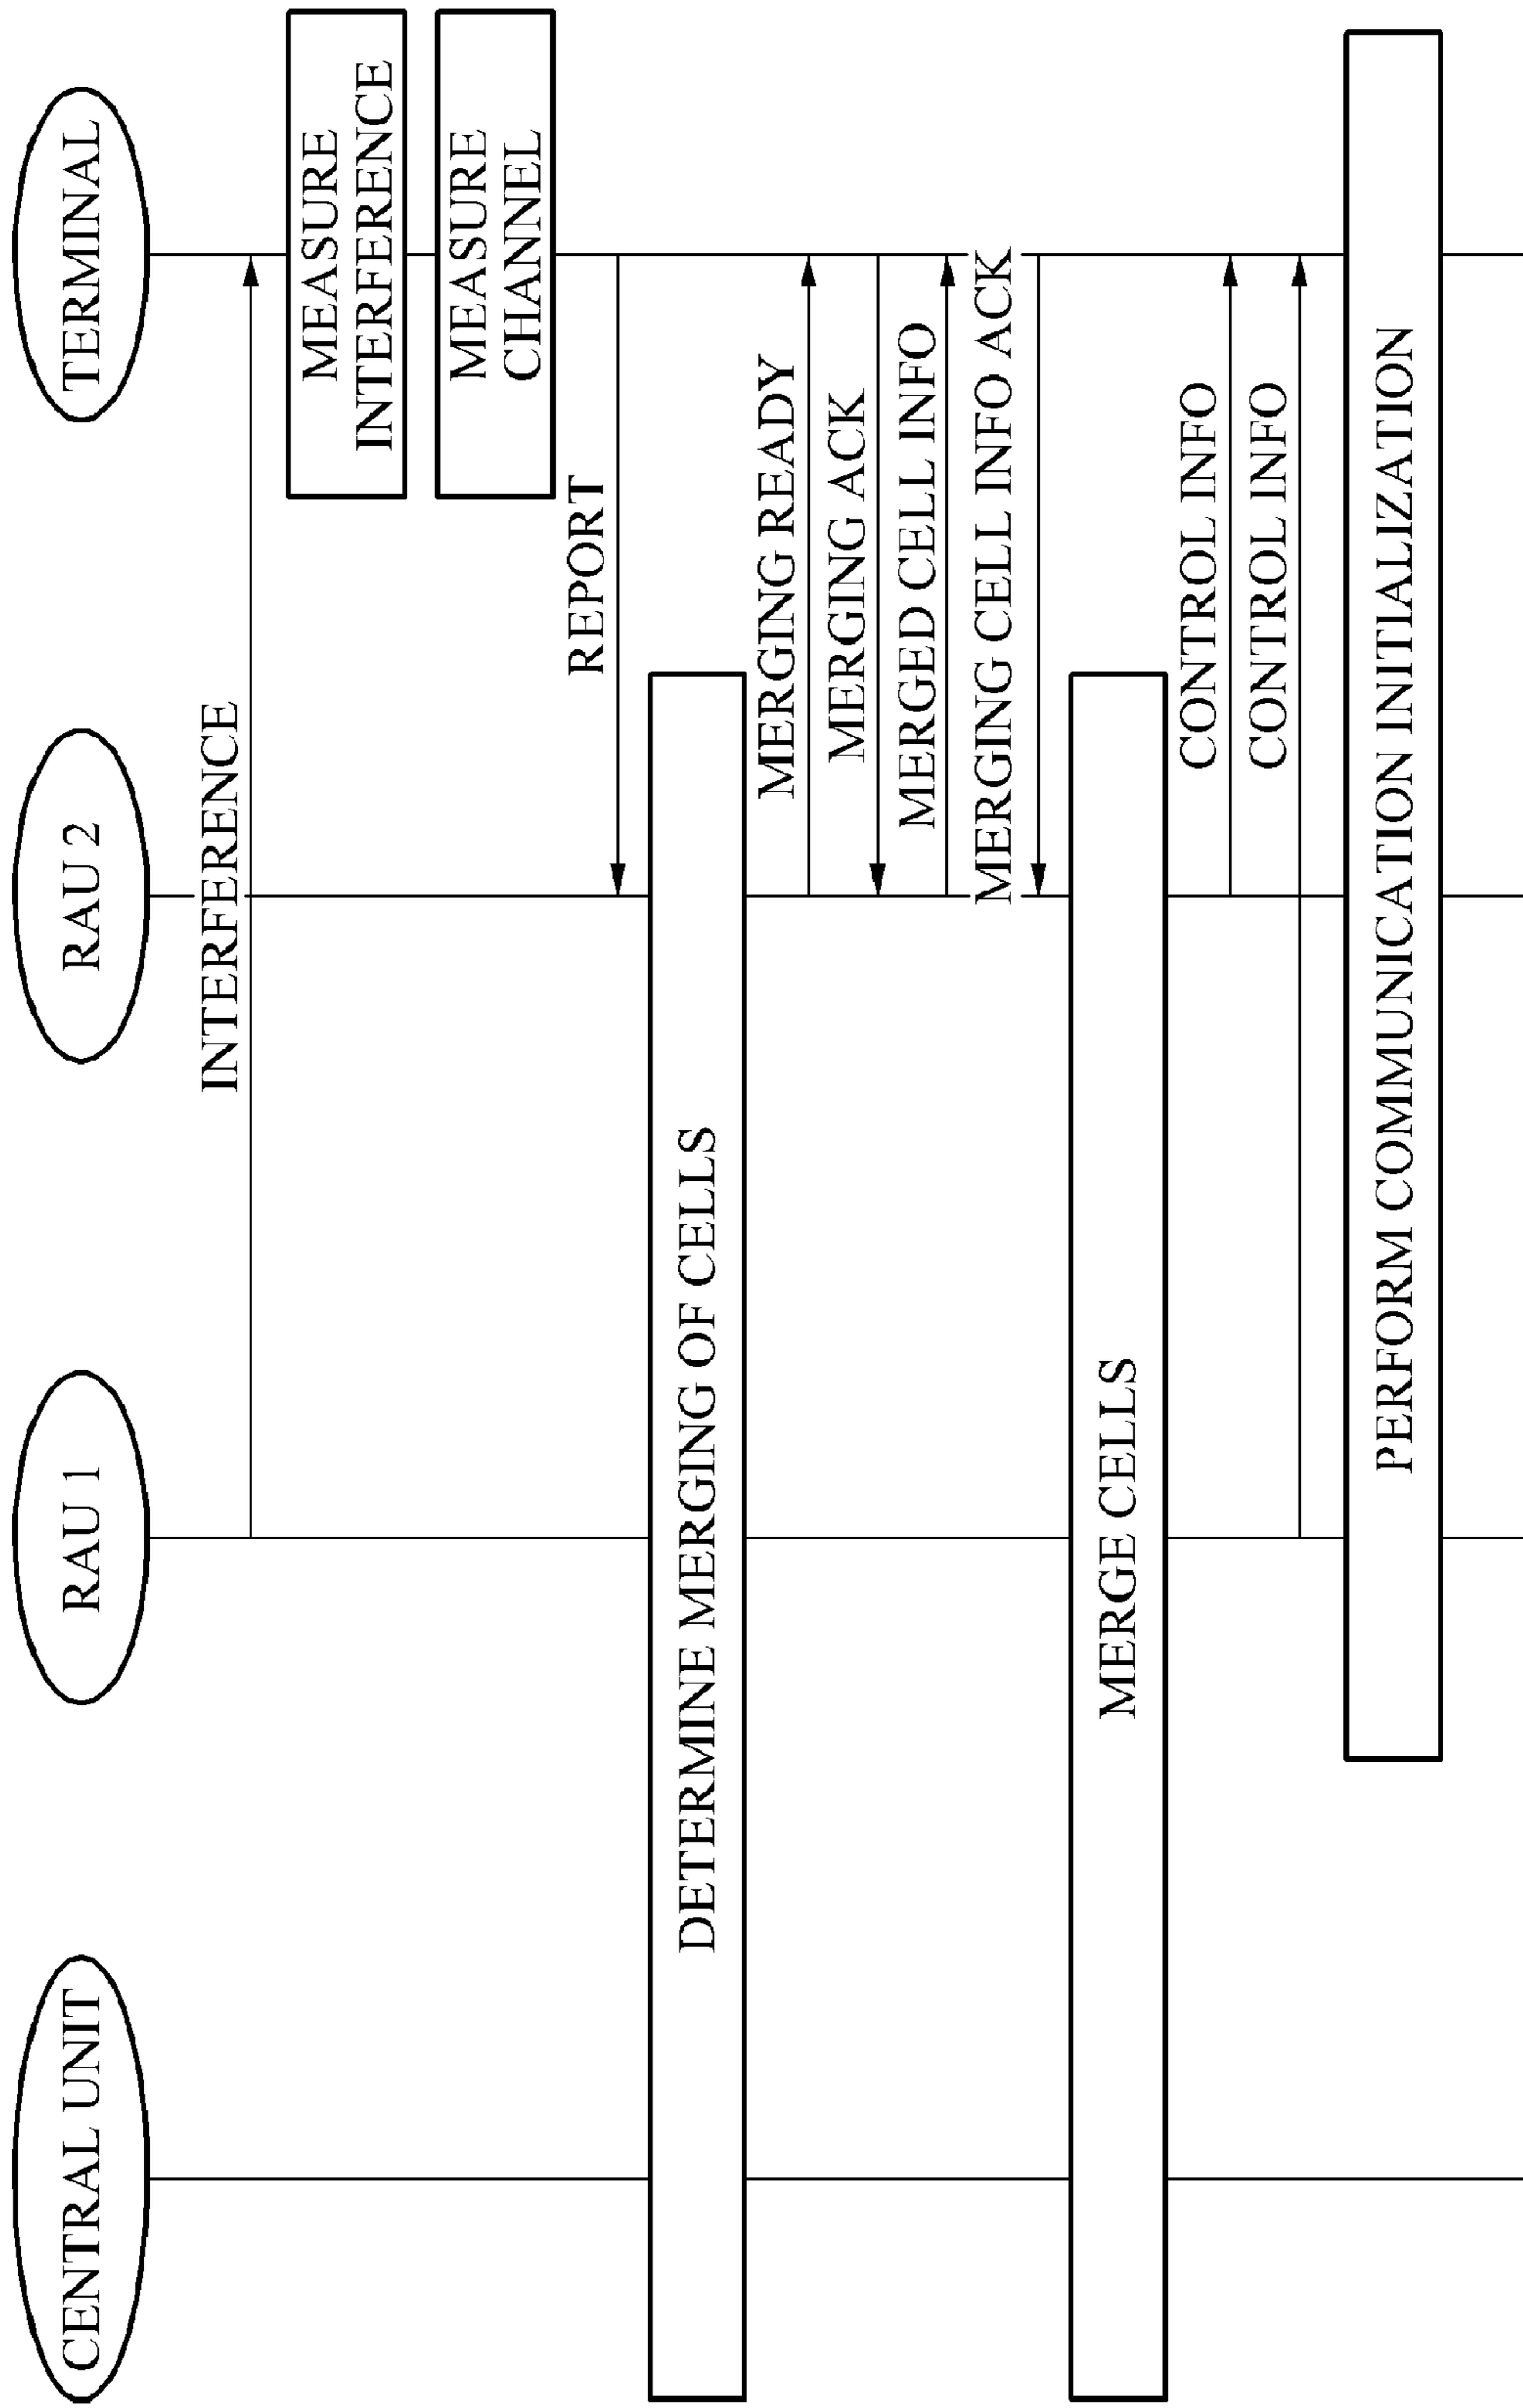 CENTRAL UNIT
RAU 1
RAU 2
TERMINAL
INTERFERENCE
MEASURE
INTERFERENCE
MEASURE
CHANNEL
REPORT
DETERMINE MERGING OF CELLS
MERGING READY
MERGING ACK
MERGED CELL INFO
MERGING CELL INFO ACK
MERGE CELLS
CONTROL INFO
CONTROL INFO
PERFORM COMMUNICATION INITIALIZATION